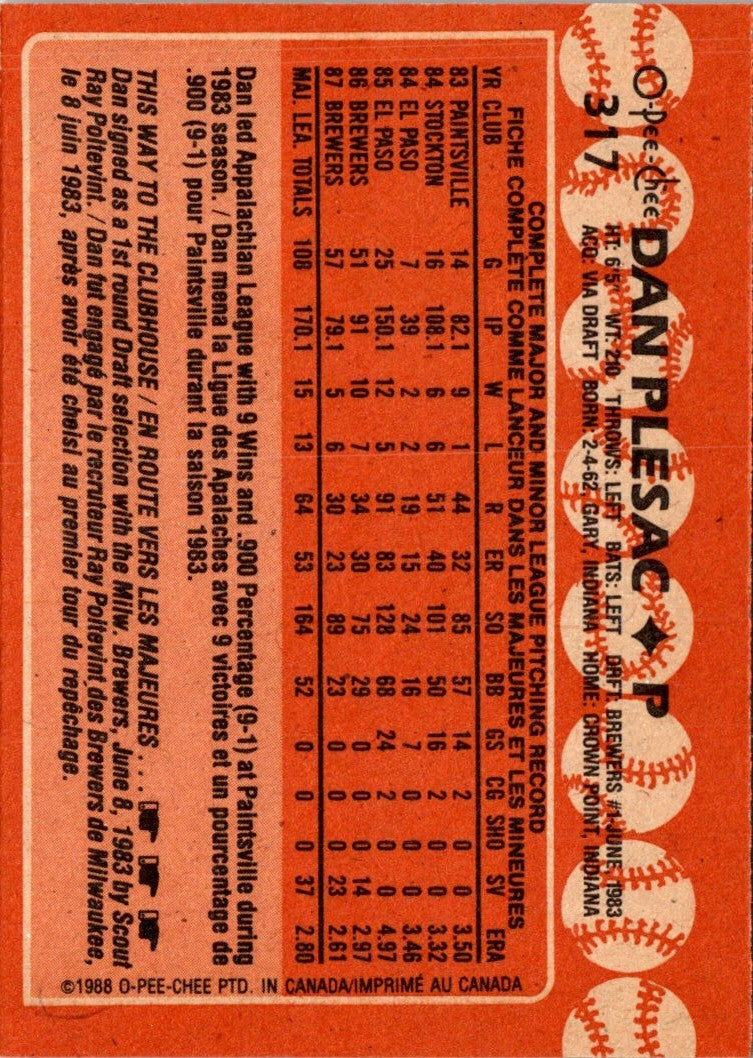 O-Pee-Chee DAN PLESAC ✦ P
317 HT: 6'5" WT: 210 THROWS: LEFT BATS: LEFT DRFT: BREWERS #1-JUNE, 1983
ACQ: VIA DRAFT BORN: 2-4-62, GARY, INDIANA HOME: CROWN POINT, INDIANA
COMPLETE MAJOR AND MINOR LEAGUE PITCHING RECORD
FICHE COMPLÈTE COMME LANCEUR DANS LES MAJEURES ET LES MINEURES
YR CLUB G IP W L R ER SO BB GS CG SHO SV ERA
83 PAINTSVILLE 14 82.1 9 1 44 32 85 57 14 2 0 0 3.50
84 STOCKTON 16 108.1 6 6 51 40 101 50 16 2 0 0 3.32
84 EL PASO 7 39 2 2 19 15 24 16 7 0 0 0 3.46
85 EL PASO 25 150.1 12 5 91 83 128 68 24 2 0 0 4.97
86 BREWERS 51 91 10 7 34 30 75 29 0 0 0 14 2.97
87 BREWERS 57 79.1 5 6 30 23 89 23 0 0 0 23 2.61
MAJ. LEA. TOTALS 108 170.1 15 13 64 53 164 52 0 0 0 37 2.80
Dan led Appalachian League with 9 Wins and .900 Percentage (9-1) at Paintsville during
1983 season. / Dan mena la Ligue des Apalaches avec 9 victoires et un pourcentage de
.900 (9-1) pour Paintsville durant la saison 1983.
THIS WAY TO THE CLUBHOUSE / EN ROUTE VERS LES MAJEURES . . .
Dan signed as a 1st round Draft selection with the Milw. Brewers, June 8, 1983 by Scout
Ray Poitevint. / Dan fut engagé par le recruteur Ray Poitevint, des Brewers de Milwaukee,
le 8 juin 1983, après avoir été choisi au premier tour du repêchage.
©1988 O-PEE-CHEE PTD. IN CANADA/IMPRIMÉ AU CANADA